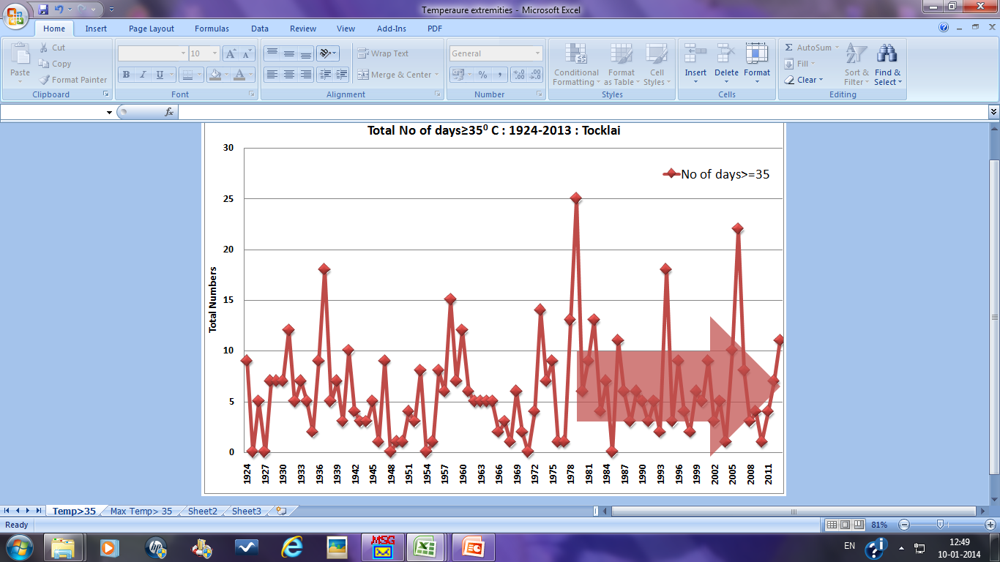 Temperaure extremities - Microsoft Excel
Home Insert Page Layout Formulas Data Review View Add-Ins PDF
Paste
Cut
Copy
Format Painter
Clipboard
10
A A
B I U A
Font
Wrap Text
Merge & Center
Alignment
General
% , .0 .00 .00 .0
Number
Conditional Formatting
Format as Table
Cell Styles
Styles
Insert Delete Format
Cells
Σ AutoSum
Fill
Clear
Sort & Filter
Find & Select
Editing
fx
Total No of days≥35⁰ C : 1924-2013 : Tocklai
No of days>=35
Total Numbers
30
25
20
15
10
5
0
1924 1927 1930 1933 1936 1939 1942 1945 1948 1951 1954 1957 1960 1963 1966 1969 1972 1975 1978 1981 1984 1987 1990 1993 1996 1999 2002 2005 2008 2011
Temp>35 Max Temp> 35 Sheet2 Sheet3
Ready
81%
hp
MSG
EN
12:49
10-01-2014